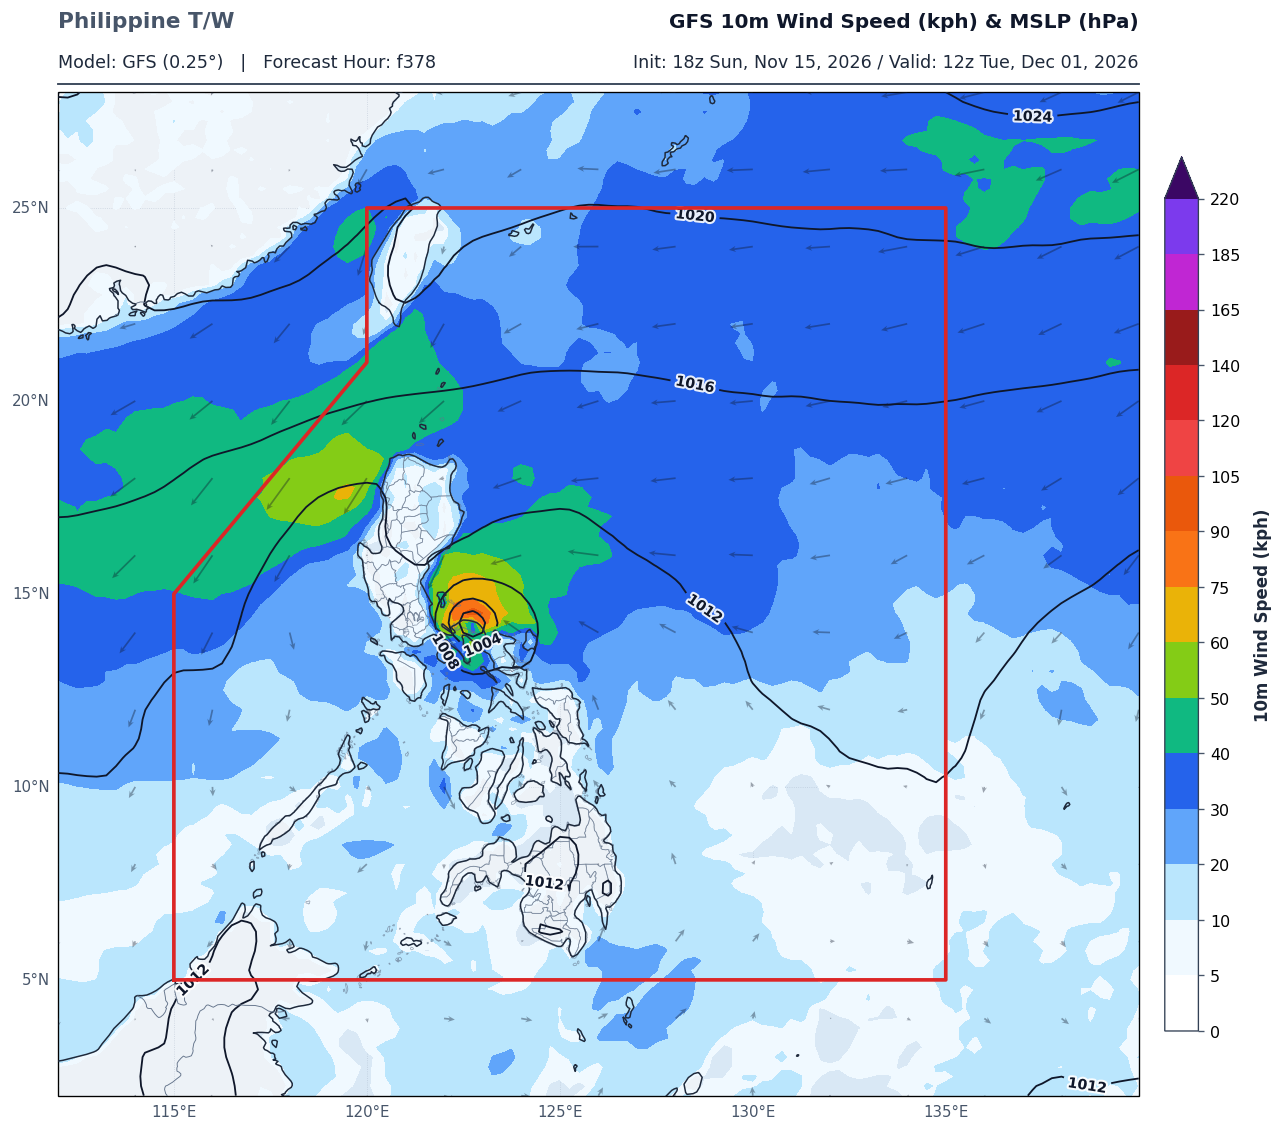 Philippine T/W
GFS 10m Wind Speed (kph) & MSLP (hPa)
Model: GFS (0.25°) | Forecast Hour: f378
Init: 18z Sun, Nov 15, 2026 / Valid: 12z Tue, Dec 01, 2026
1024
1020
1016
1012
1008
1004
1012
1012
1012
25°N
20°N
15°N
10°N
5°N
115°E
120°E
125°E
130°E
135°E
220
185
165
140
120
105
90
75
60
50
40
30
20
10
5
0
10m Wind Speed (kph)